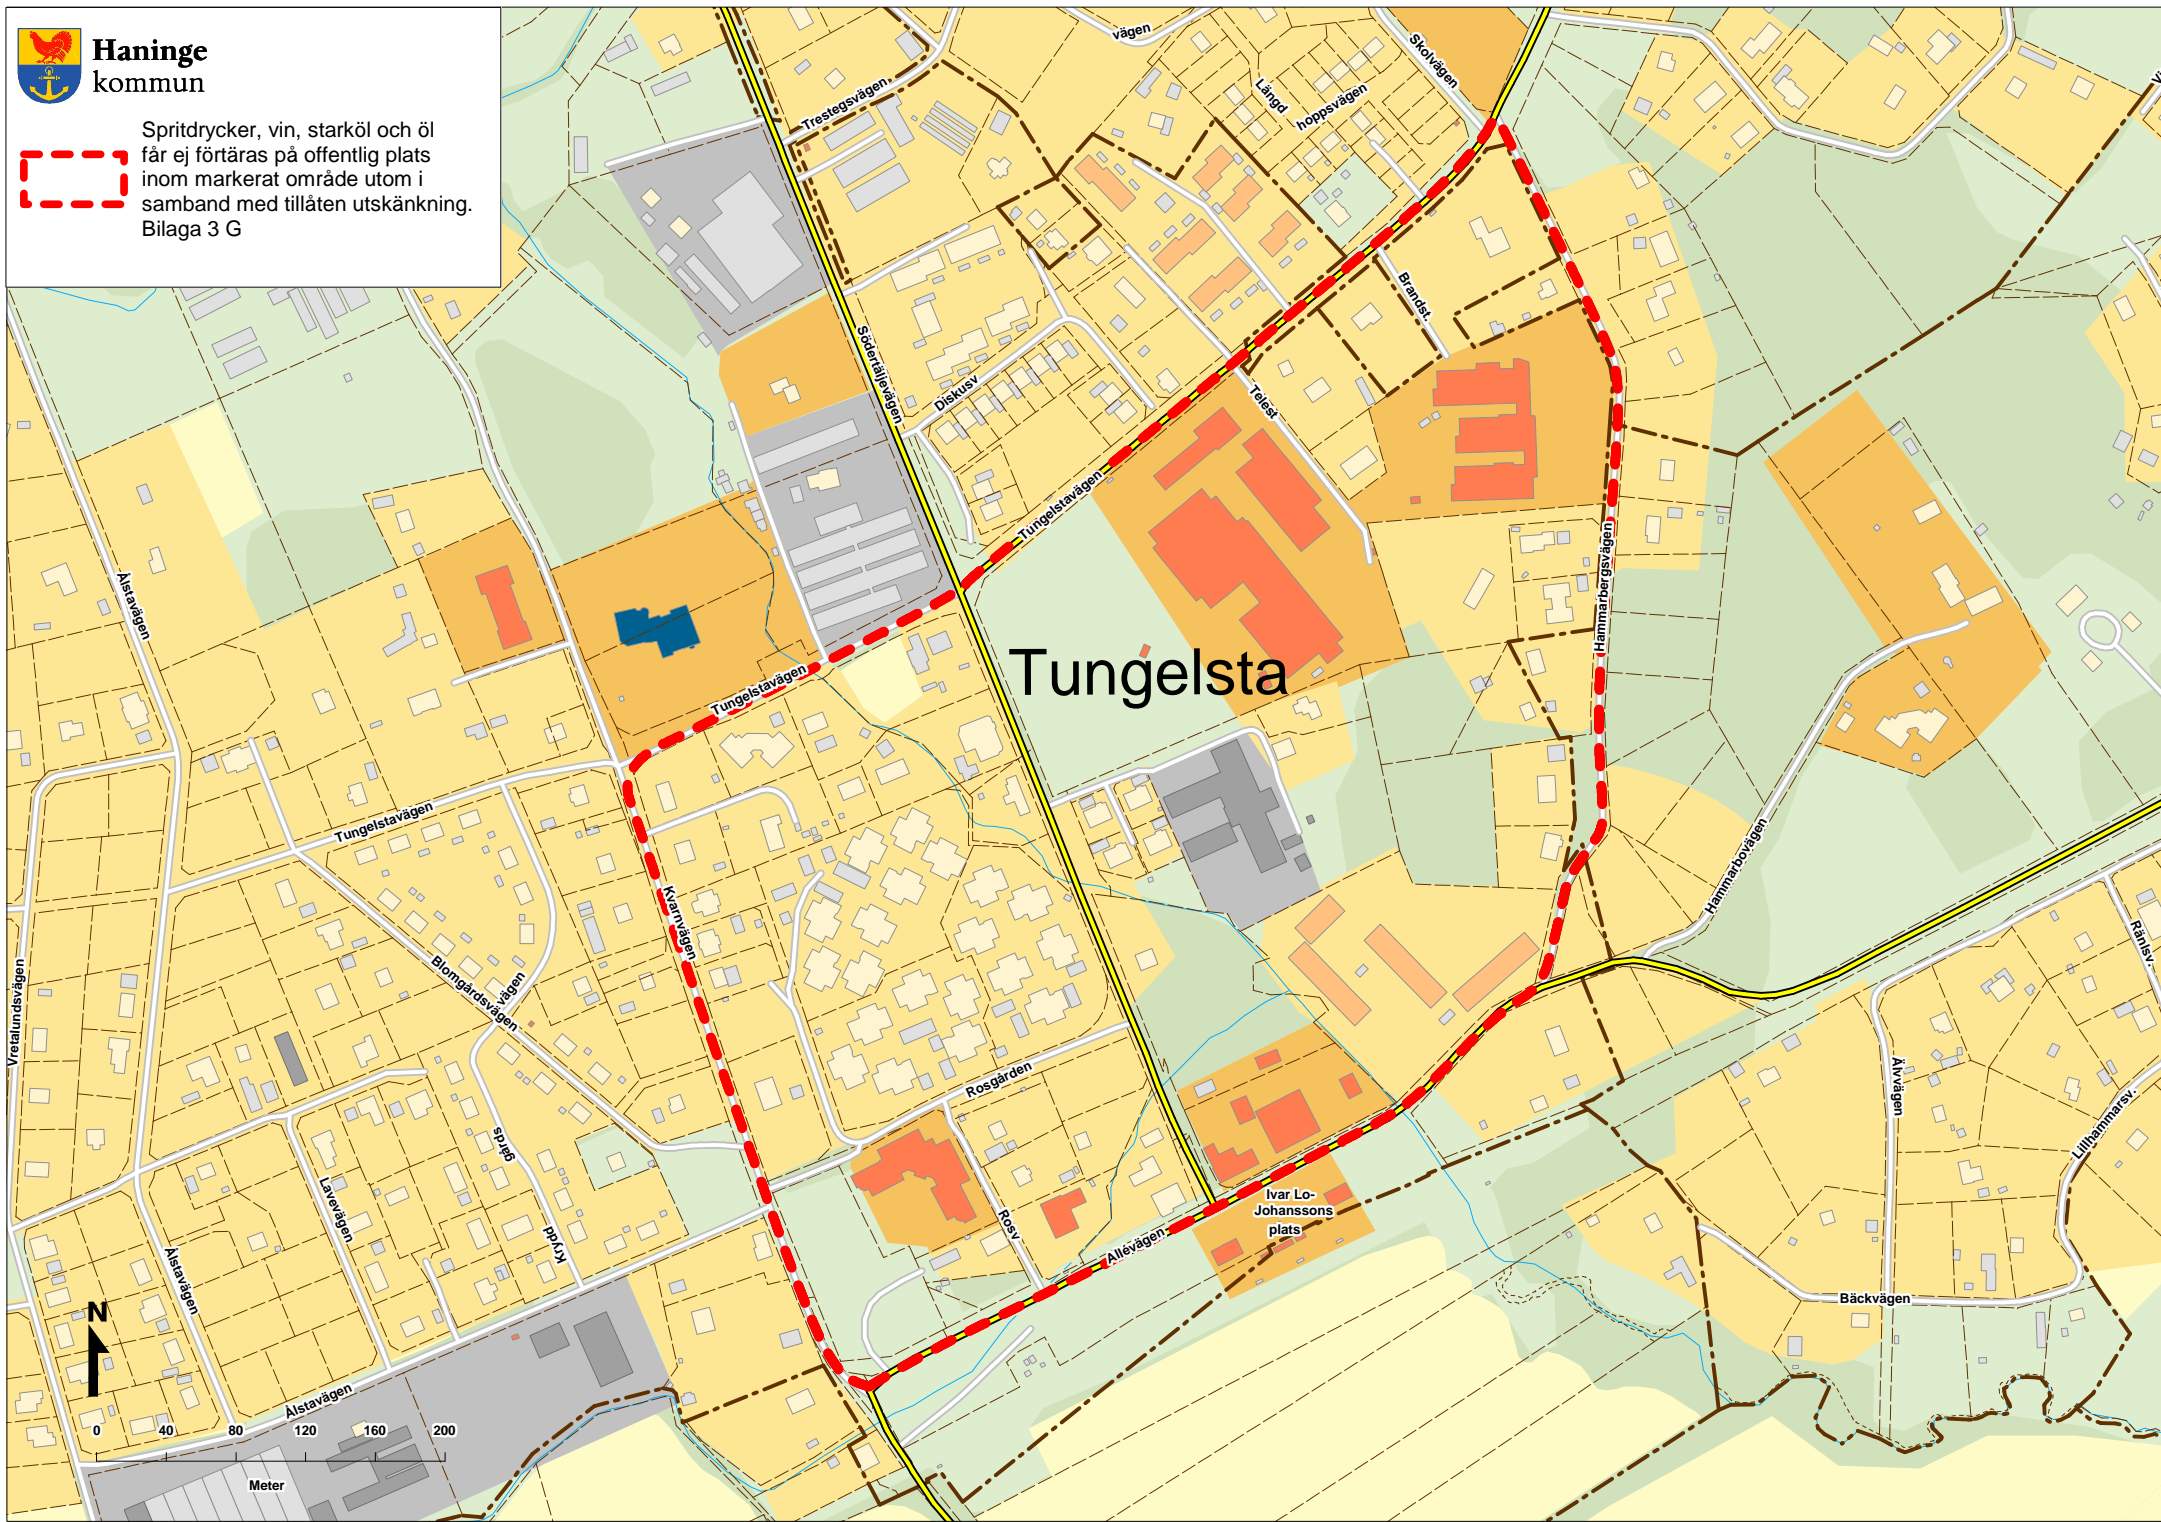 Haninge
kommun
Spritdrycker, vin, starköl och öl
får ej förtäras på offentlig plats
inom markerat område utom i
samband med tillåten utskänkning.
Bilaga 3 G
vägen
Skolvägen
Längd
hoppsvägen
Trestegsvägen
Södertäljevägen
Diskusv
Brandst.
Telest
Tungelstavägen
Hammarbergsvägen
Ålstavägen
Tungelsta
Tungelstavägen
Tungelstavägen
Hammarbovägen
Kvarnvägen
Ränlsv.
Vretalundsvägen
Blomgårdsvägen
vägen
Rosgården
Älvvägen
Lillhammarsv.
gårds
Lavevägen
Krydd
Rosv
Ivar Lo-
Johanssons
plats
Allévägen
Ålstavägen
Bäckvägen
N
Ålstavägen
0 40 80 120 160 200
Meter